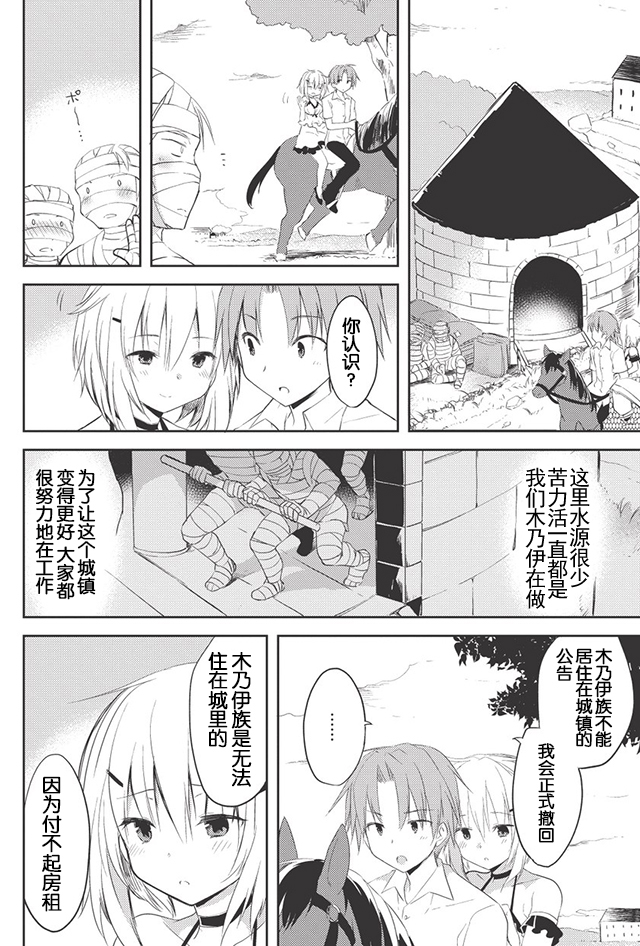 ポ〜…
你认识？
这里水源很少
苦力活一直都是
我们木乃伊在做
为了让这个城镇
变得更好 大家都
很努力地在工作
木乃伊族不能
居住在城镇的
公告
我会正式撤回
……
木乃伊族是无法
住在城里的
因为付不起房租